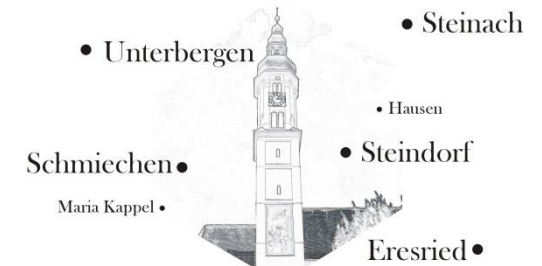 Steinach
Unterbergen
Hausen
Steindorf
Schmiechen
Maria Kappel
Eresried